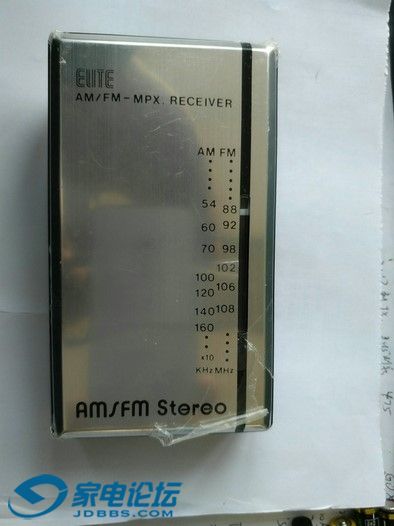 ELITE
AM/FM-MPX. RECEIVER
AM FM
54 88
60 92
70 98
102
100
120 106
140 108
160
x10
KHz MHz
AM/FM Stereo
家电论坛
JDBBS.COM